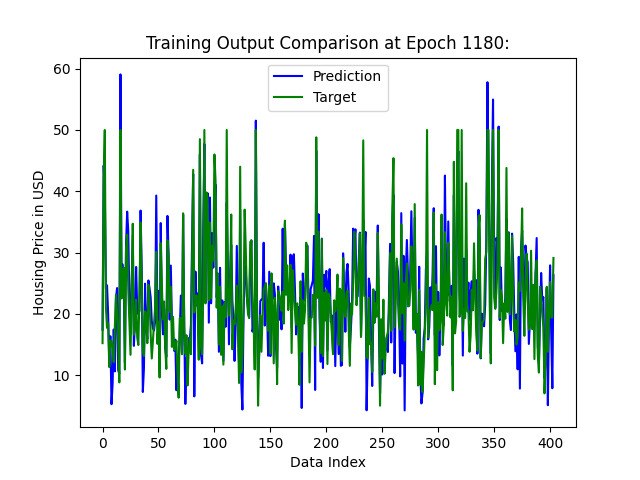 Training Output Comparison at Epoch 1180:
Prediction
Target
Housing Price in USD
60
50
40
30
20
10
0 50 100 150 200 250 300 350 400
Data Index